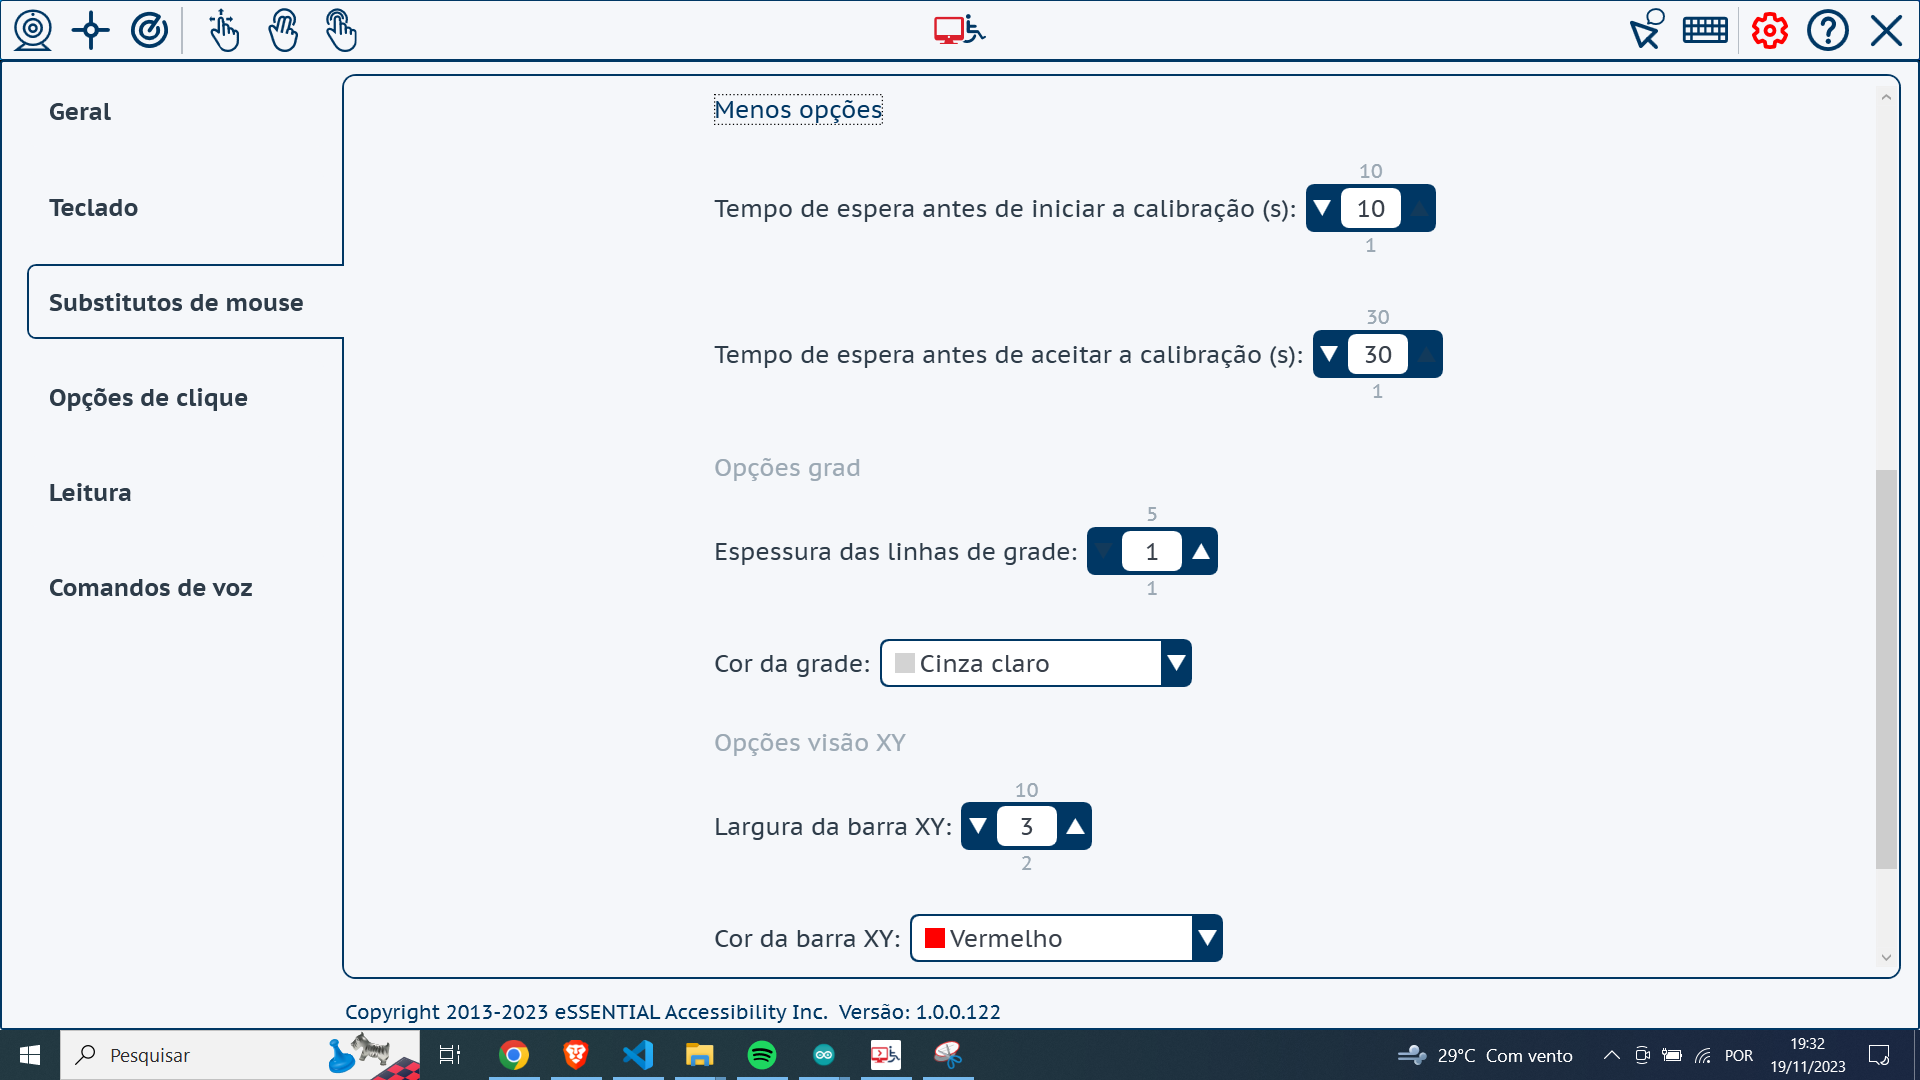 Geral
Teclado
Substitutos de mouse
Opções de clique
Leitura
Comandos de voz
Menos opções
10
Tempo de espera antes de iniciar a calibração (s): 10
1
30
Tempo de espera antes de aceitar a calibração (s): 30
1
Opções grad
5
Espessura das linhas de grade: 1
1
Cor da grade: Cinza claro
Opções visão XY
10
Largura da barra XY: 3
2
Cor da barra XY: Vermelho
Copyright 2013-2023 eSSENTIAL Accessibility Inc. Versão: 1.0.0.122
Pesquisar
29°C Com vento
POR
19:32
19/11/2023